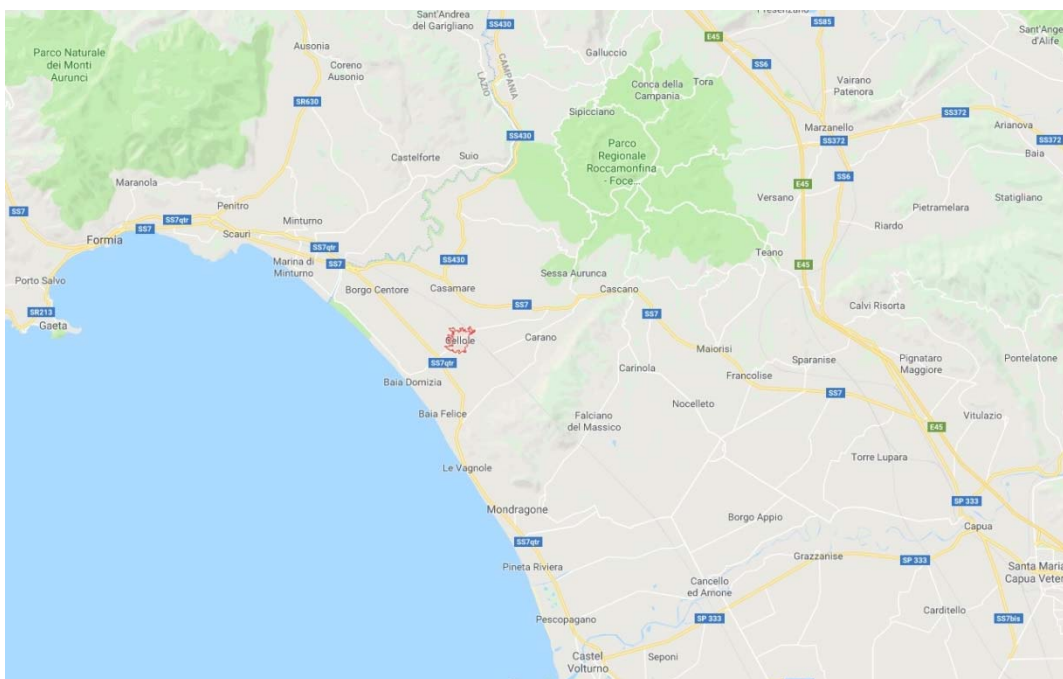 Presenzano
SS85
Sant'Andrea
del Garigliano
SS430
E45
Sant'Ange
d'Alife
Ausonia
Galluccio
SS6
Parco Naturale
dei Monti
Aurunci
Coreno
Ausonio
CAMPANIA
LAZIO
Conca della
Campania
Tora
Vairano
Patenora
SR630
Sipicciano
SS372
Marzanello
Arianova
SS430
SS372
SS372
Parco
Regionale
Roccamonfina
- Foce...
Baia
SS6
Castelforte
Suio
Maranola
E45
Versano
Statigliano
Penitro
Pietramelara
SS7
SS7qtr
Minturno
Riardo
SS7
Scauri
Formia
SS7qtr
Teano
SS430
SS7
Marina di
Minturno
E45
Sessa Aurunca
Porto Salvo
Borgo Centore
Casamare
Cascano
SS7
Calvi Risorta
SR213
SS7
Gaeta
Cellole
Carano
Maiorisi
Sparanise
Pignataro
Maggiore
Pontelatone
SS7qtr
Carinola
Francolise
Baia Domizia
SS7
Nocelleto
Baia Felice
Falciano
del Massico
Vitulazio
E45
Torre Lupara
Le Vagnole
SP 333
Mondragone
Borgo Appio
Capua
SS7qtr
Grazzanise
SP 333
Pineta Riviera
Santa Maria
Capua Veter
Cancello
ed Arnone
Carditello
Pescopagano
SP 333
SS7bis
Castel
Volturno
Seponi